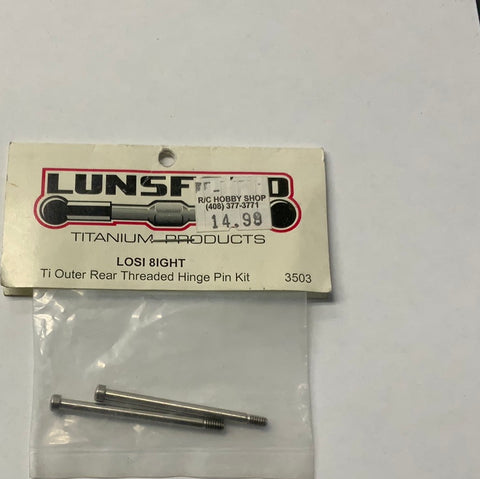 LUNSF D
R/C HOBBY SHOP
(408) 377-3771
14.99
TITANIUM PRODUCTS
LOSI 8IGHT
Ti Outer Rear Threaded Hinge Pin Kit 3503